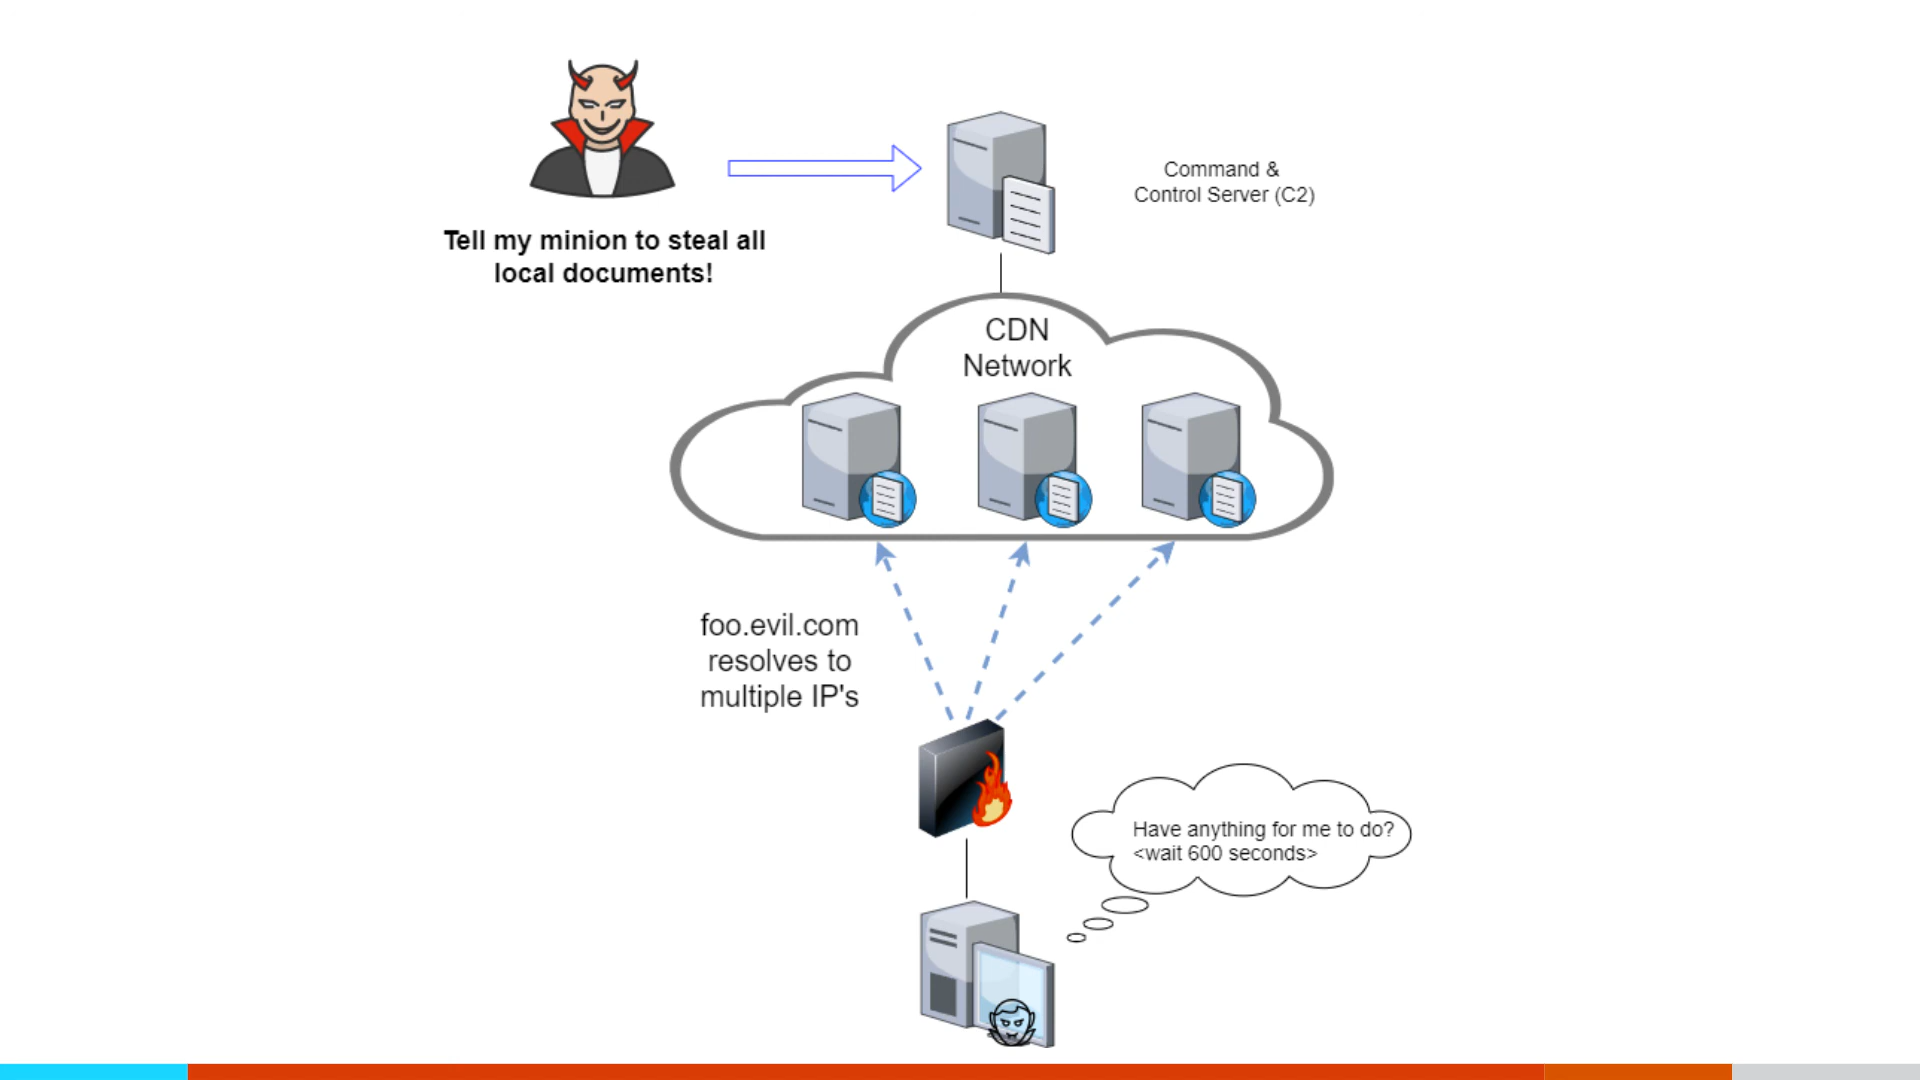 Tell my minion to steal all
local documents!
Command &
Control Server (C2)
CDN
Network
foo.evil.com
resolves to
multiple IP's
Have anything for me to do?
<wait 600 seconds>